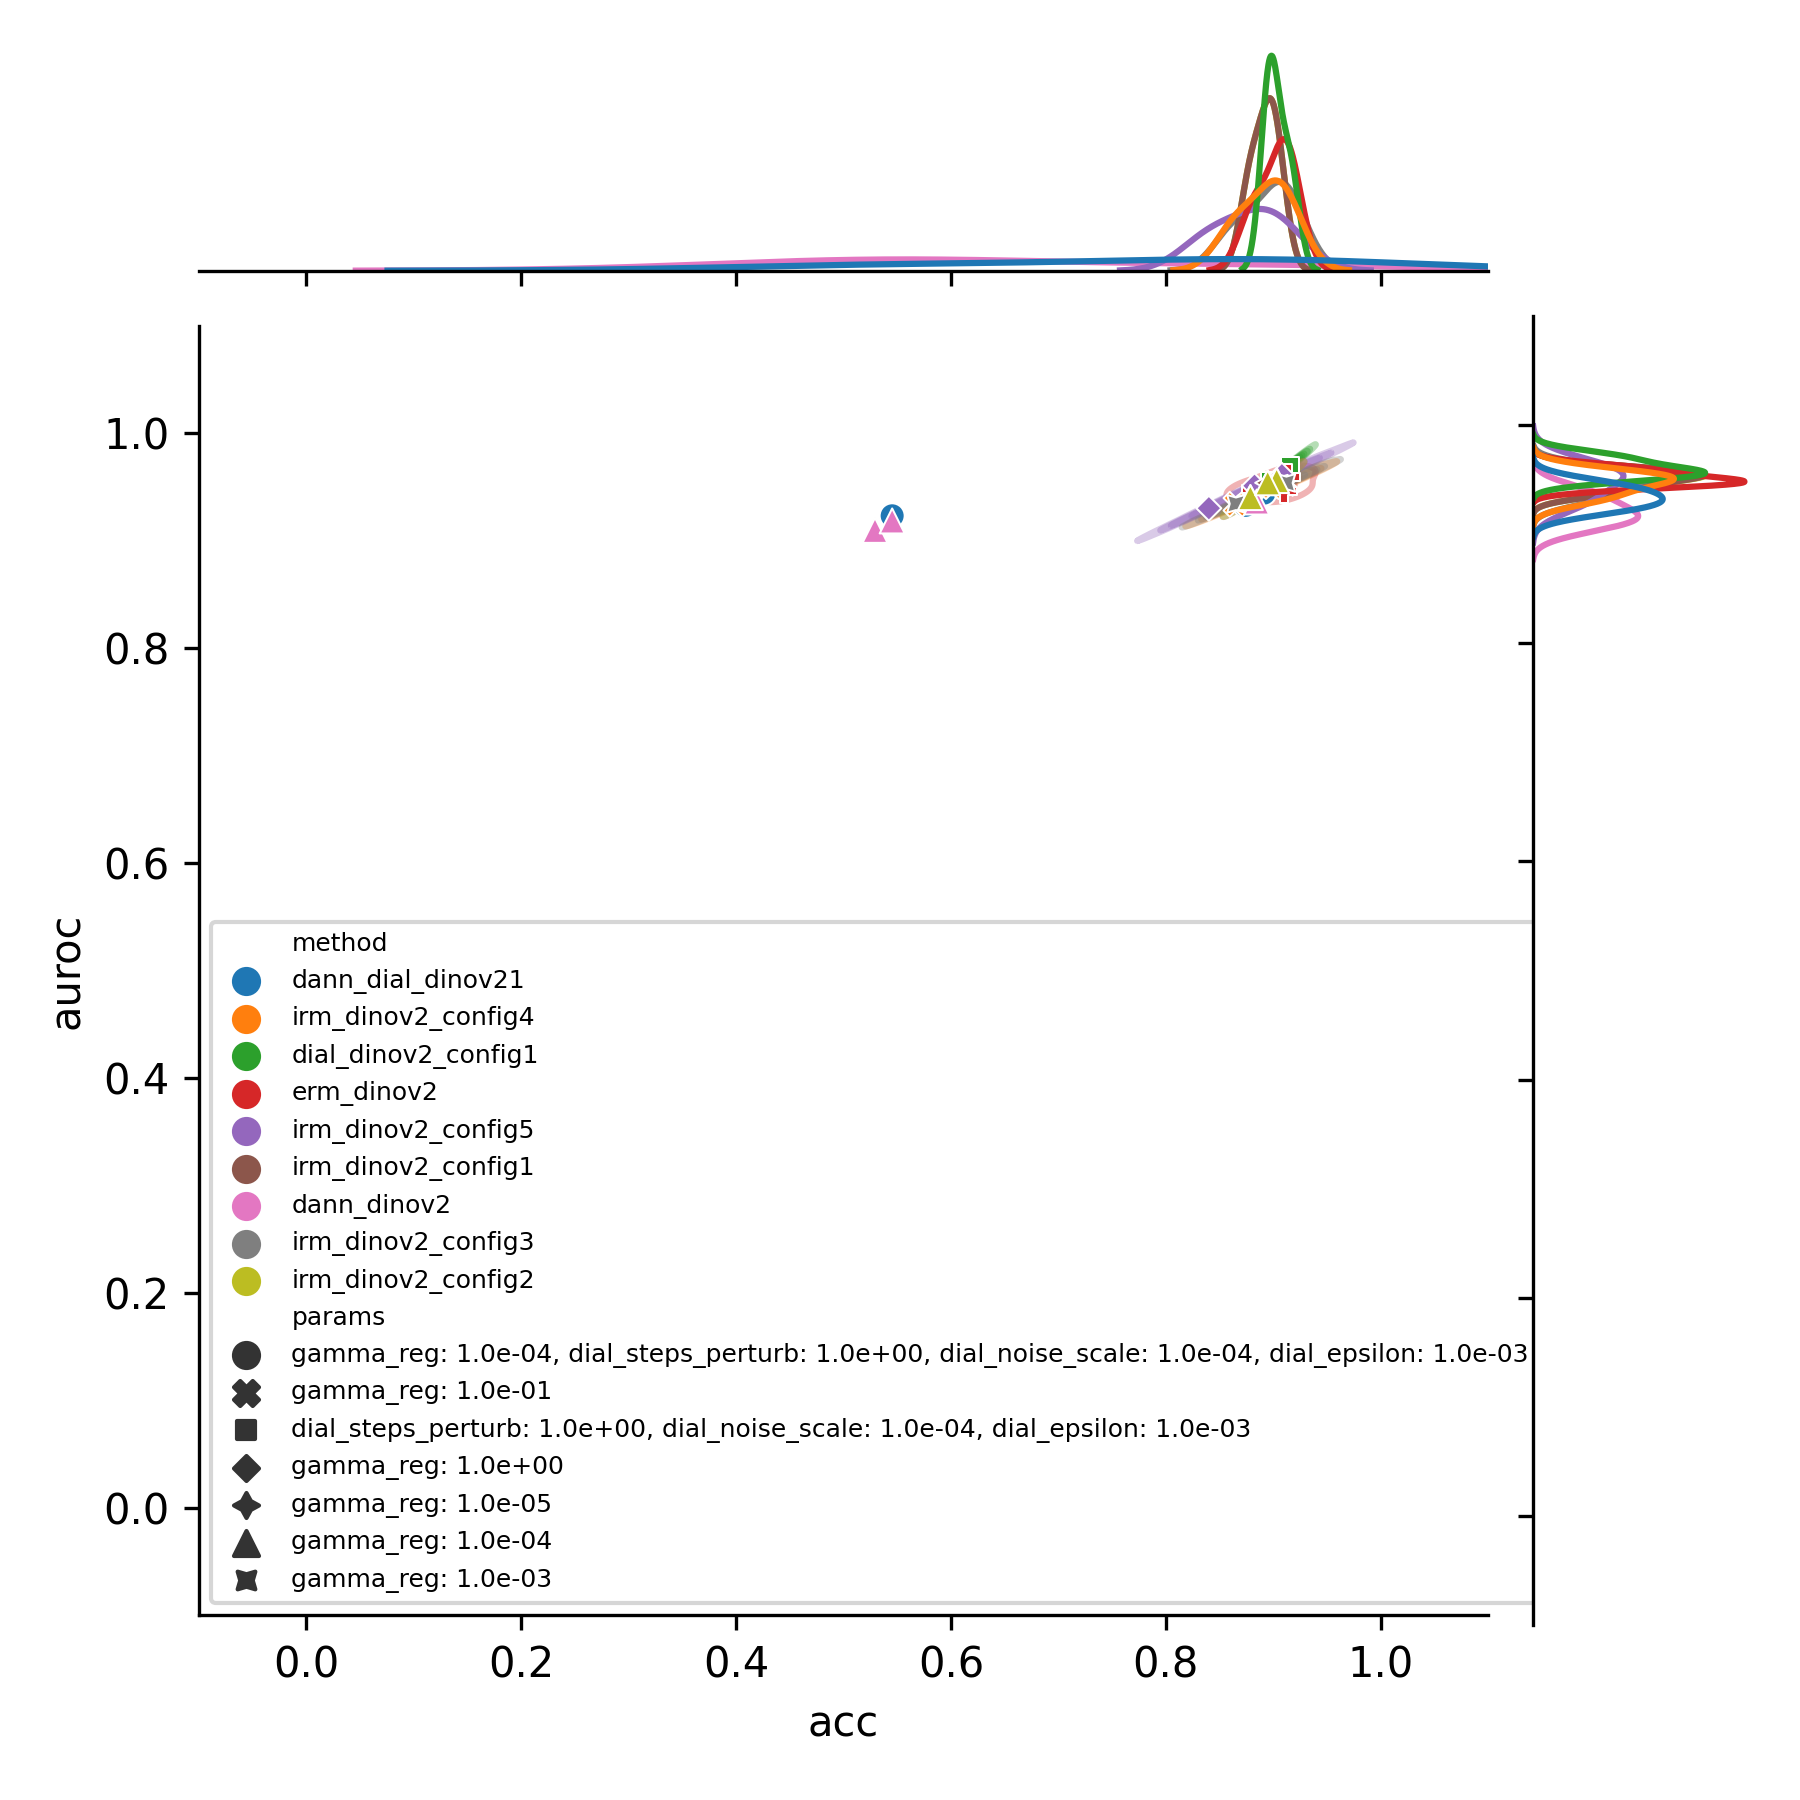 1.0
0.8
0.6
0.4
0.2
0.0
auroc
method
dann_dial_dinov21
irm_dinov2_config4
dial_dinov2_config1
erm_dinov2
irm_dinov2_config5
irm_dinov2_config1
dann_dinov2
irm_dinov2_config3
irm_dinov2_config2
params
gamma_reg: 1.0e-04, dial_steps_perturb: 1.0e+00, dial_noise_scale: 1.0e-04, dial_epsilon: 1.0e-03
gamma_reg: 1.0e-01
dial_steps_perturb: 1.0e+00, dial_noise_scale: 1.0e-04, dial_epsilon: 1.0e-03
gamma_reg: 1.0e+00
gamma_reg: 1.0e-05
gamma_reg: 1.0e-04
gamma_reg: 1.0e-03
0.0 0.2 0.4 0.6 0.8 1.0
acc